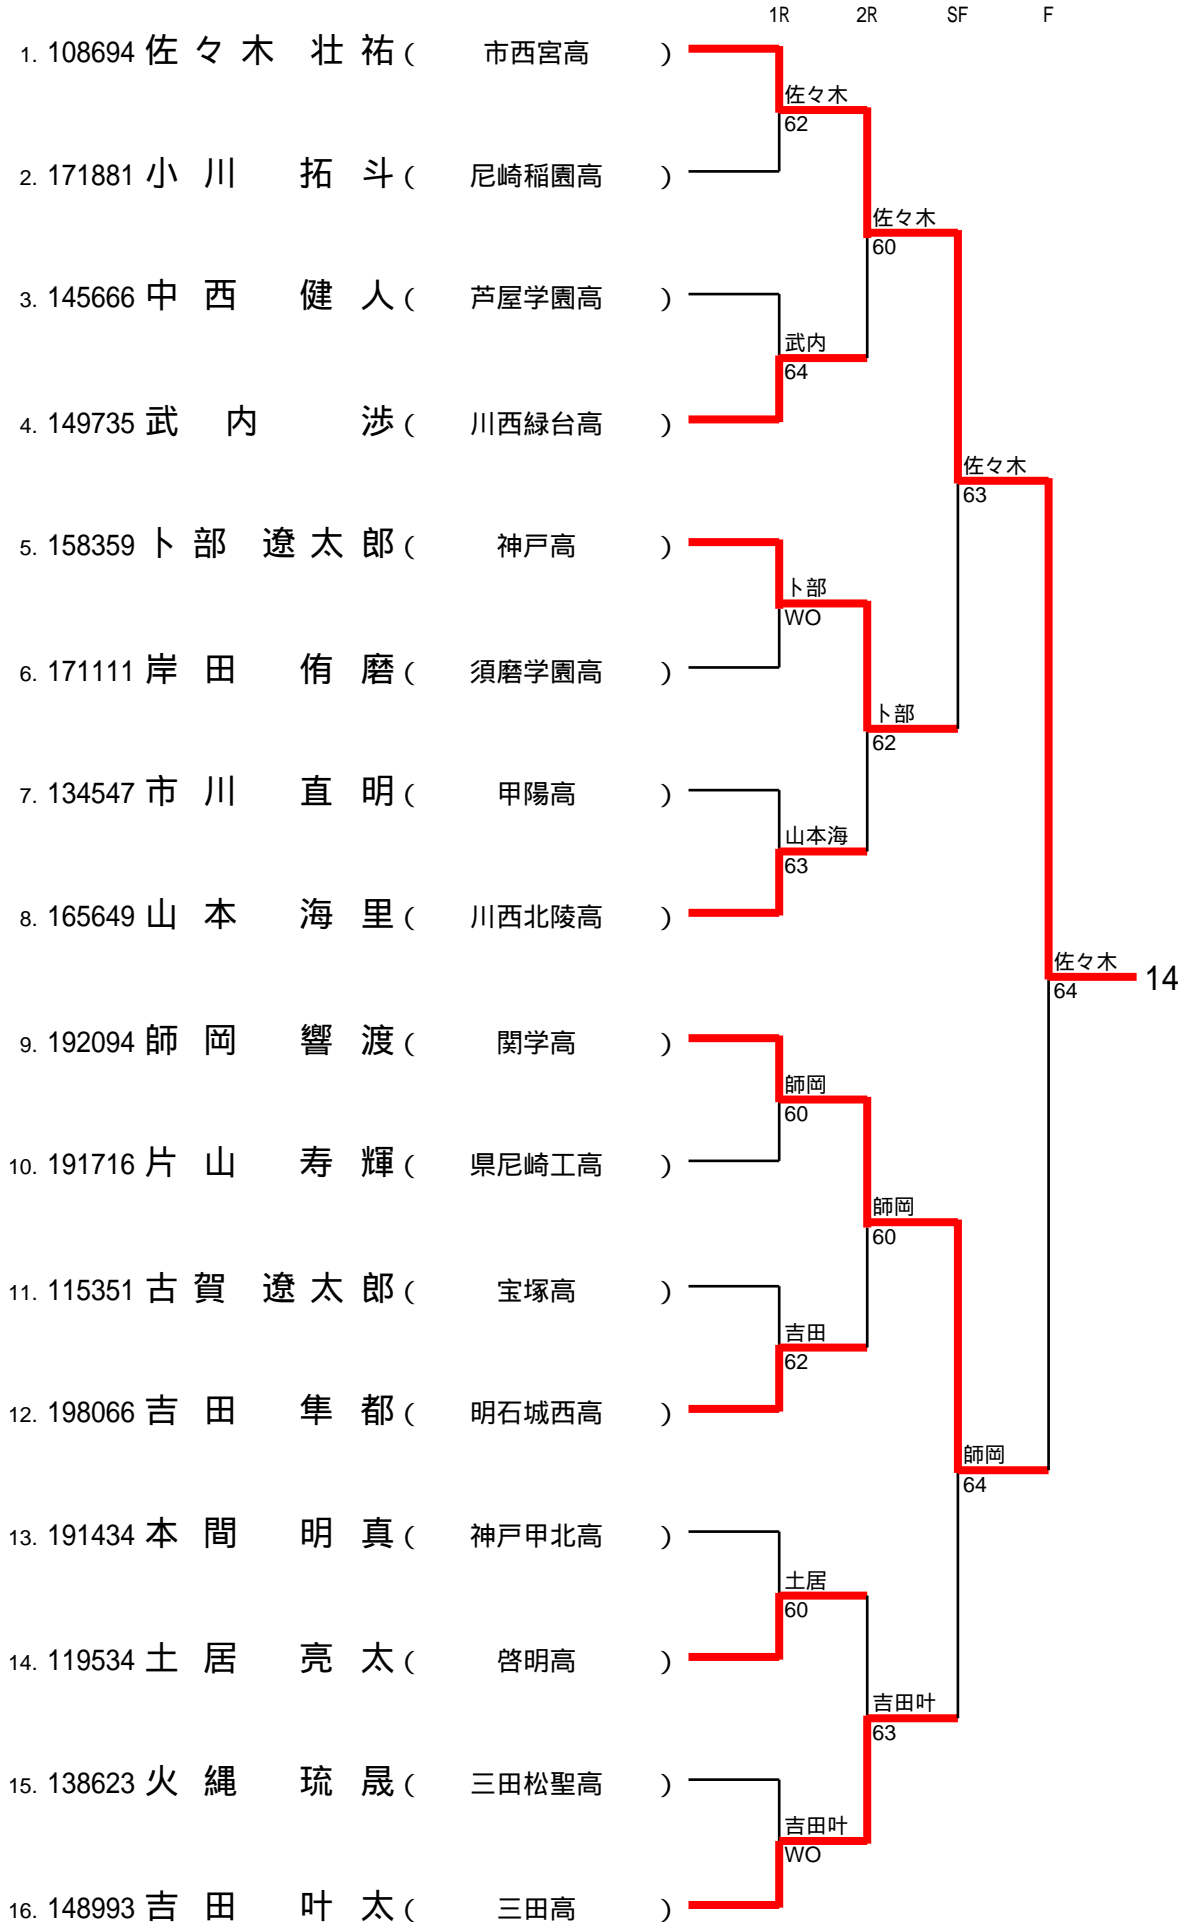 1R 2R SF F
1. 108694 佐々木 壮祐 ( 市西宮高 )
佐々木
62
2. 171881 小川 拓斗 ( 尼崎稲園高 )
佐々木
60
3. 145666 中西 健人 ( 芦屋学園高 )
武内
64
4. 149735 武内 渉 ( 川西緑台高 )
佐々木
63
5. 158359 卜部 遼太郎 ( 神戸高 )
卜部
WO
6. 171111 岸田 侑磨 ( 須磨学園高 )
卜部
62
7. 134547 市川 直明 ( 甲陽高 )
山本海
63
8. 165649 山本 海里 ( 川西北陵高 )
佐々木 14
64
9. 192094 師岡 響渡 ( 関学高 )
師岡
60
10. 191716 片山 寿輝 ( 県尼崎工高 )
師岡
60
11. 115351 古賀 遼太郎 ( 宝塚高 )
吉田
62
12. 198066 吉田 隼都 ( 明石城西高 )
師岡
64
13. 191434 本間 明真 ( 神戸甲北高 )
土居
60
14. 119534 土居 亮太 ( 啓明高 )
吉田叶
63
15. 138623 火縄 琉晟 ( 三田松聖高 )
吉田叶
WO
16. 148993 吉田 叶太 ( 三田高 )